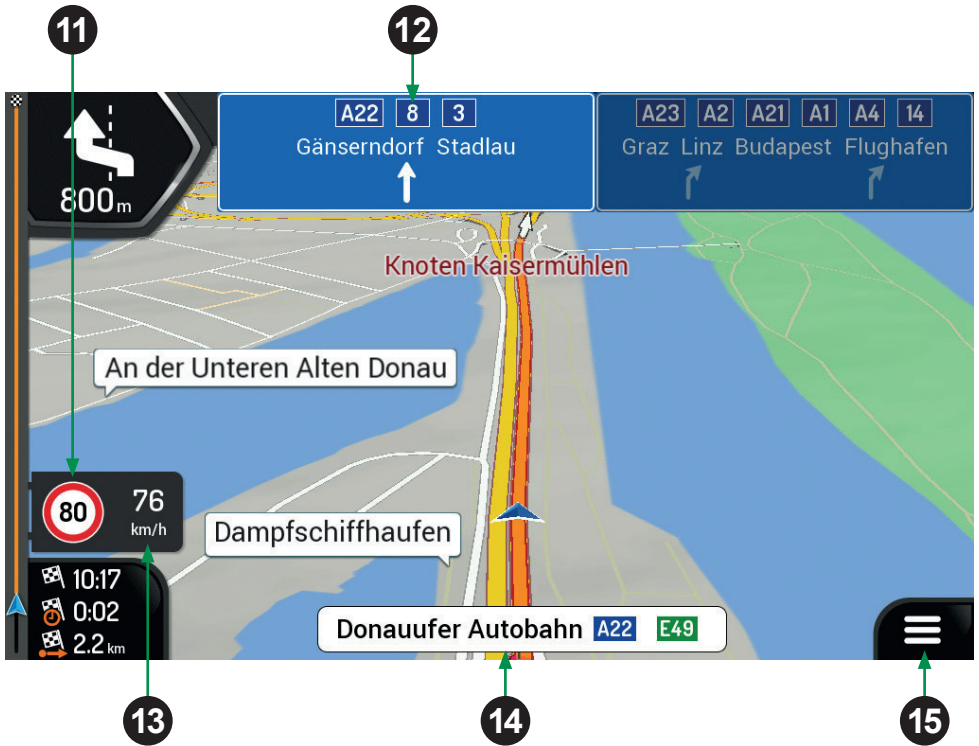 11 12
A22 8 3
Gänserndorf Stadlau
A23 A2 A21 A1 A4 14
Graz Linz Budapest Flughafen
800 m
Knoten Kaisermühlen
An der Unteren Alten Donau
80 76
km/h
Dampfschiffhaufen
10:17
0:02
2.2 km
Donauufer Autobahn A22 E49
13 14 15